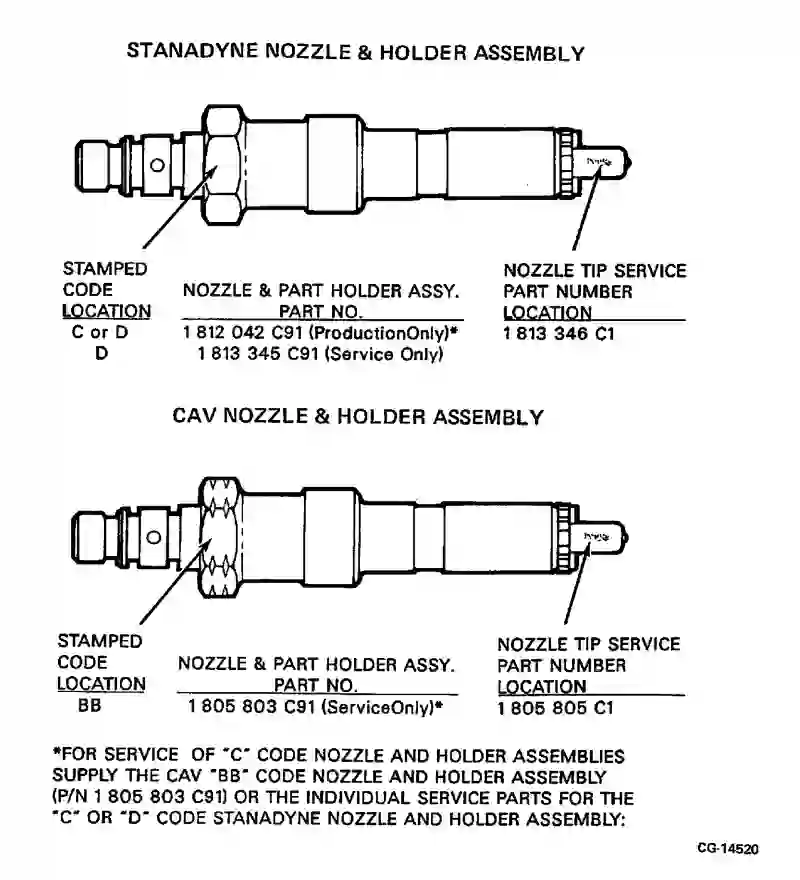 STANADYNE NOZZLE & HOLDER ASSEMBLY
STAMPED
CODE
LOCATION
C or D
D
NOZZLE & PART HOLDER ASSY.
PART NO.
1 812 042 C91 (ProductionOnly)*
1 813 345 C91 (Service Only)
NOZZLE TIP SERVICE
PART NUMBER
LOCATION
1 813 346 C1
CAV NOZZLE & HOLDER ASSEMBLY
STAMPED
CODE
LOCATION
BB
NOZZLE & PART HOLDER ASSY.
PART NO.
1 805 803 C91 (ServiceOnly)*
NOZZLE TIP SERVICE
PART NUMBER
LOCATION
1 805 805 C1
*FOR SERVICE OF "C" CODE NOZZLE AND HOLDER ASSEMBLIES
SUPPLY THE CAV "BB" CODE NOZZLE AND HOLDER ASSEMBLY
(P/N 1 805 803 C91) OR THE INDIVIDUAL SERVICE PARTS FOR THE
"C" OR "D" CODE STANADYNE NOZZLE AND HOLDER ASSEMBLY:
CG-14520